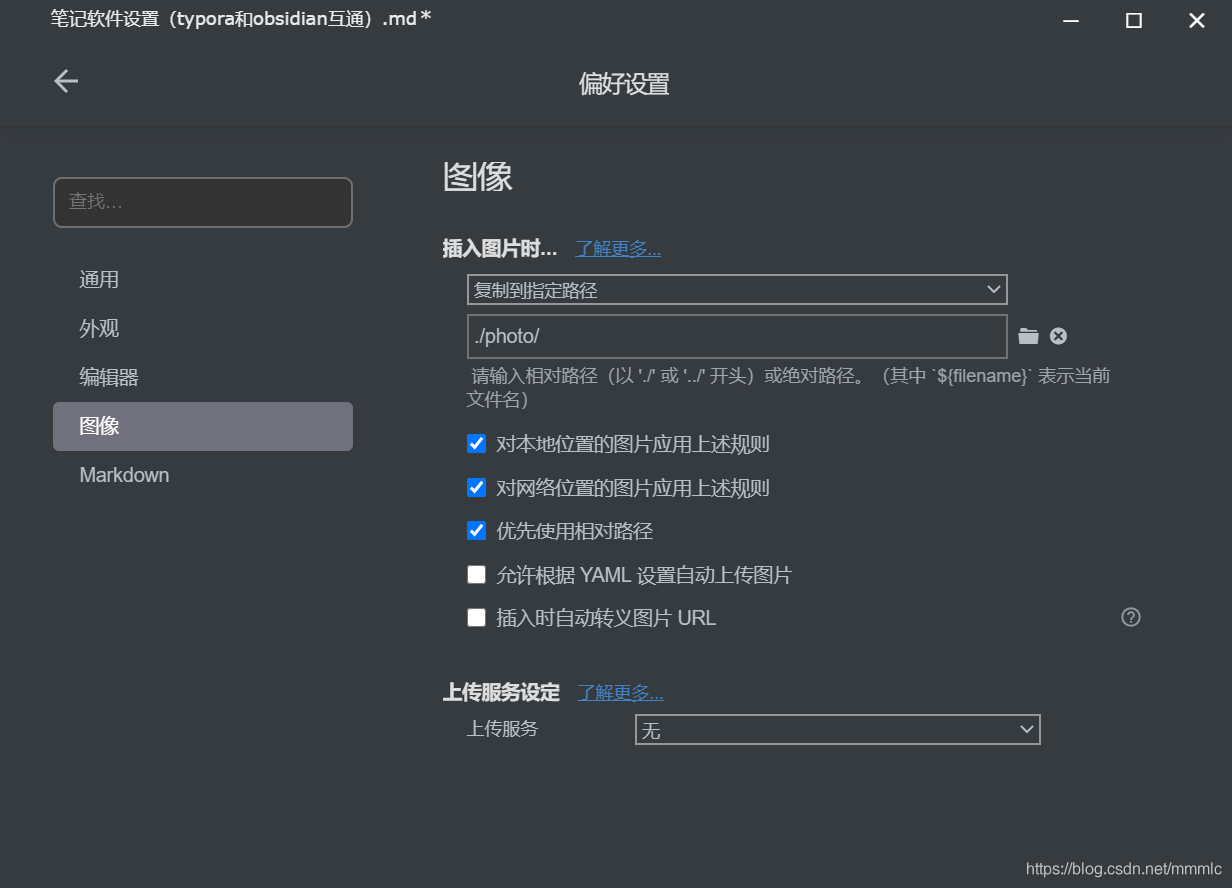 笔记软件设置（typora和obsidian互通）.md*
偏好设置
查找...
通用
外观
编辑器
图像
Markdown
图像
插入图片时... 了解更多...
复制到指定路径
./photo/
请输入相对路径（以 './' 或 '../' 开头）或绝对路径。（其中 `${filename}` 表示当前
文件名）
对本地位置的图片应用上述规则
对网络位置的图片应用上述规则
优先使用相对路径
允许根据 YAML 设置自动上传图片
插入时自动转义图片 URL
上传服务设定 了解更多...
上传服务 无
https://blog.csdn.net/mmmlc